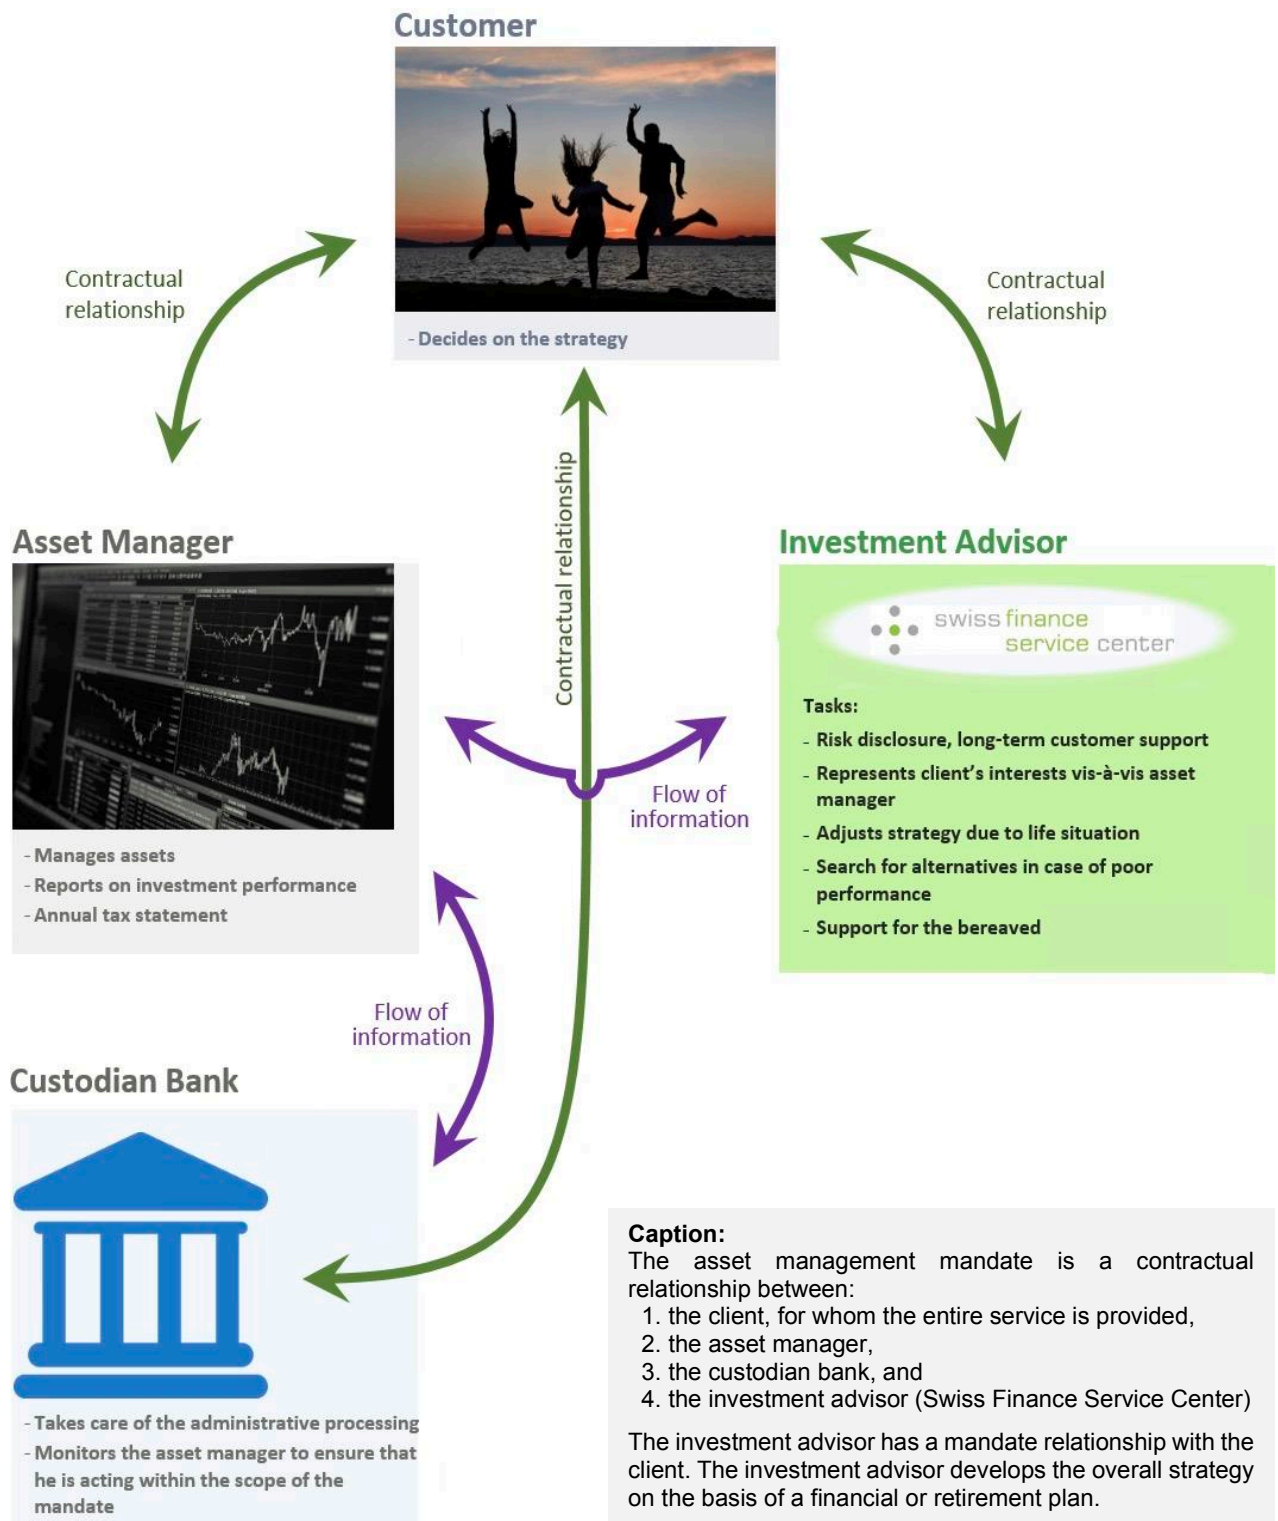 Customer
- Decides on the strategy
Contractual
relationship
Contractual
relationship
Contractual relationship
Asset Manager
- Manages assets
- Reports on investment performance
- Annual tax statement
Investment Advisor
swiss finance
service center
Tasks:
- Risk disclosure, long-term customer support
- Represents client’s interests vis-à-vis asset
manager
- Adjusts strategy due to life situation
- Search for alternatives in case of poor
performance
- Support for the bereaved
Flow of
information
Flow of
information
Custodian Bank
- Takes care of the administrative processing
- Monitors the asset manager to ensure that
he is acting within the scope of the
mandate
Caption:
The asset management mandate is a contractual
relationship between:
1. the client, for whom the entire service is provided,
2. the asset manager,
3. the custodian bank, and
4. the investment advisor (Swiss Finance Service Center)
The investment advisor has a mandate relationship with the
client. The investment advisor develops the overall strategy
on the basis of a financial or retirement plan.